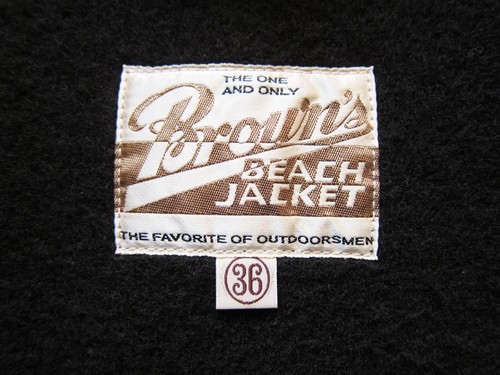 THE ONE
AND ONLY
Brown's
BEACH
JACKET
THE FAVORITE OF OUTDOORSMEN
36